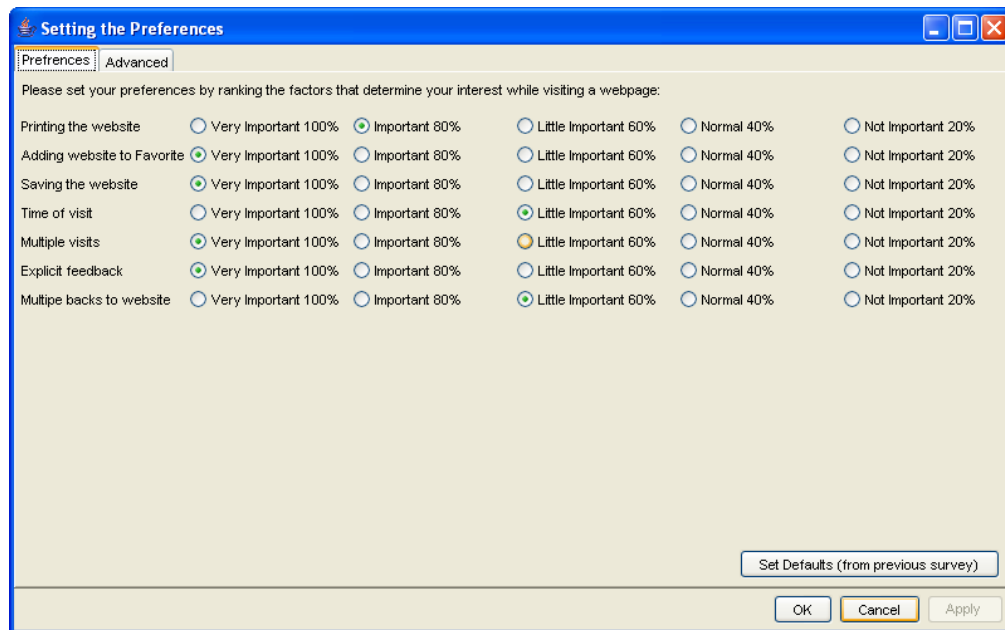 Setting the Preferences
Prefrences Advanced
Please set your preferences by ranking the factors that determine your interest while visiting a webpage:
Printing the website Very Important 100% Important 80% Little Important 60% Normal 40% Not Important 20%
Adding website to Favorite Very Important 100% Important 80% Little Important 60% Normal 40% Not Important 20%
Saving the website Very Important 100% Important 80% Little Important 60% Normal 40% Not Important 20%
Time of visit Very Important 100% Important 80% Little Important 60% Normal 40% Not Important 20%
Multiple visits Very Important 100% Important 80% Little Important 60% Normal 40% Not Important 20%
Explicit feedback Very Important 100% Important 80% Little Important 60% Normal 40% Not Important 20%
Multipe backs to website Very Important 100% Important 80% Little Important 60% Normal 40% Not Important 20%
Set Defaults (from previous survey)
OK Cancel Apply